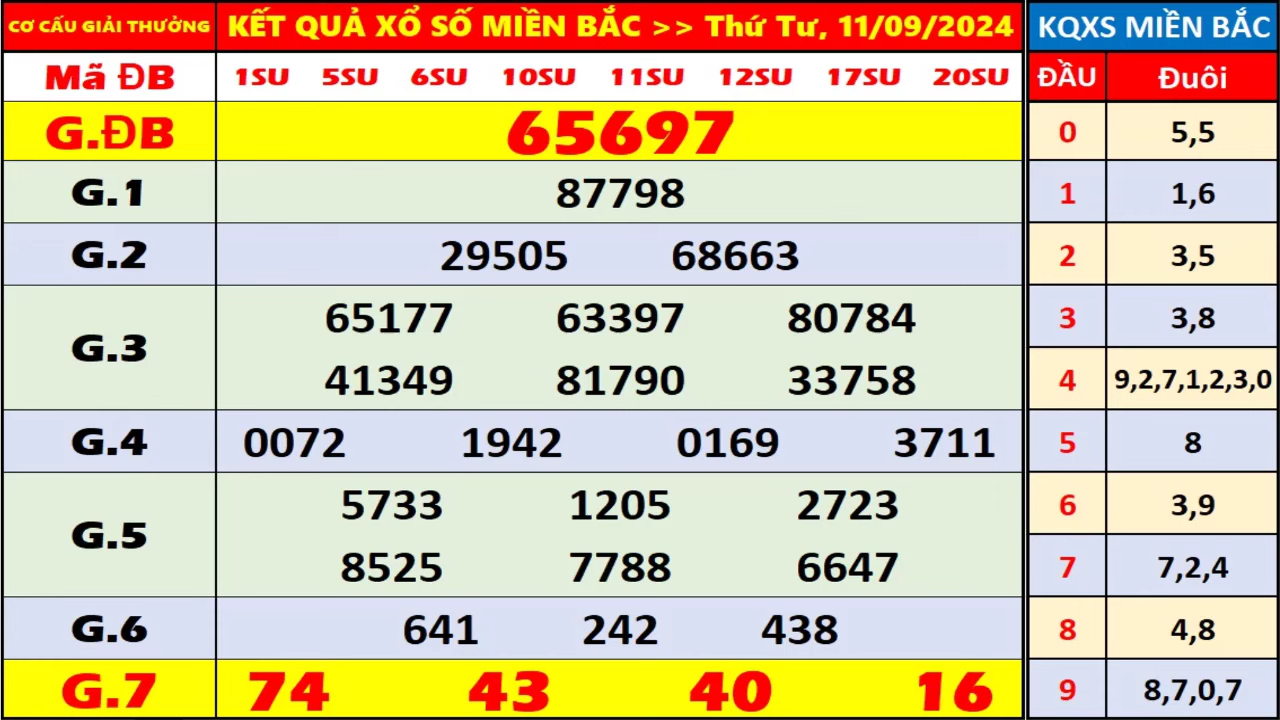 CƠ CẤU GIẢI THƯỞNG KẾT QUẢ XỔ SỐ MIỀN BẮC >> Thứ Tư, 11/09/2024 KQXS MIỀN BẮC
Mã ĐB 1SU 5SU 6SU 10SU 11SU 12SU 17SU 20SU ĐẦU Đuôi
G.ĐB 65697 0 5,5
G.1 87798 1 1,6
G.2 29505 68663 2 3,5
G.3 65177 63397 80784 3 3,8
41349 81790 33758 4 9,2,7,1,2,3,0
G.4 0072 1942 0169 3711 5 8
G.5 5733 1205 2723 6 3,9
8525 7788 6647 7 7,2,4
G.6 641 242 438 8 4,8
G.7 74 43 40 16 9 8,7,0,7